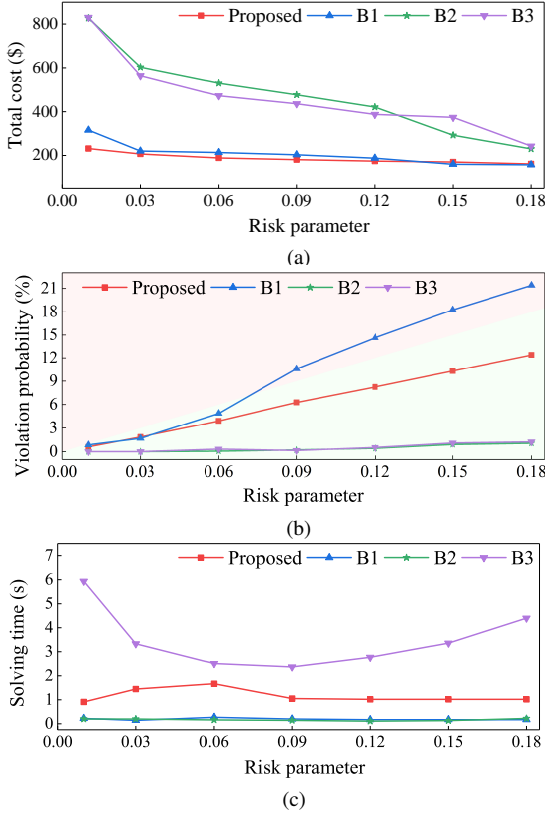 Proposed B1 B2 B3
Total cost ($)
800
600
400
200
0.00 0.03 0.06 0.09 0.12 0.15 0.18
Risk parameter
(a)
Proposed B1 B2 B3
Violation probability (%)
21
18
15
12
9
6
3
0
0.00 0.03 0.06 0.09 0.12 0.15 0.18
Risk parameter
(b)
Proposed B1 B2 B3
Solving time (s)
7
6
5
4
3
2
1
0
0.00 0.03 0.06 0.09 0.12 0.15 0.18
Risk parameter
(c)